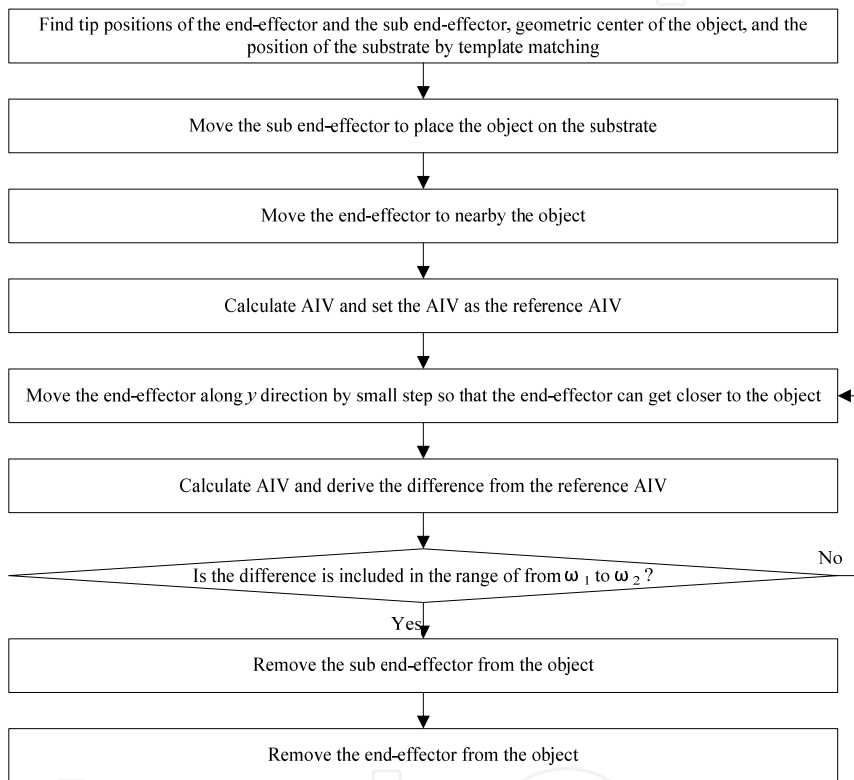 Find tip positions of the end-effector and the sub end-effector, geometric center of the object, and the
position of the substrate by template matching
Move the sub end-effector to place the object on the substrate
Move the end-effector to nearby the object
Calculate AIV and set the AIV as the reference AIV
Move the end-effector along y direction by small step so that the end-effector can get closer to the object
Calculate AIV and derive the difference from the reference AIV
Is the difference is included in the range of from ω 1 to ω 2 ?
No
Yes
Remove the sub end-effector from the object
Remove the end-effector from the object